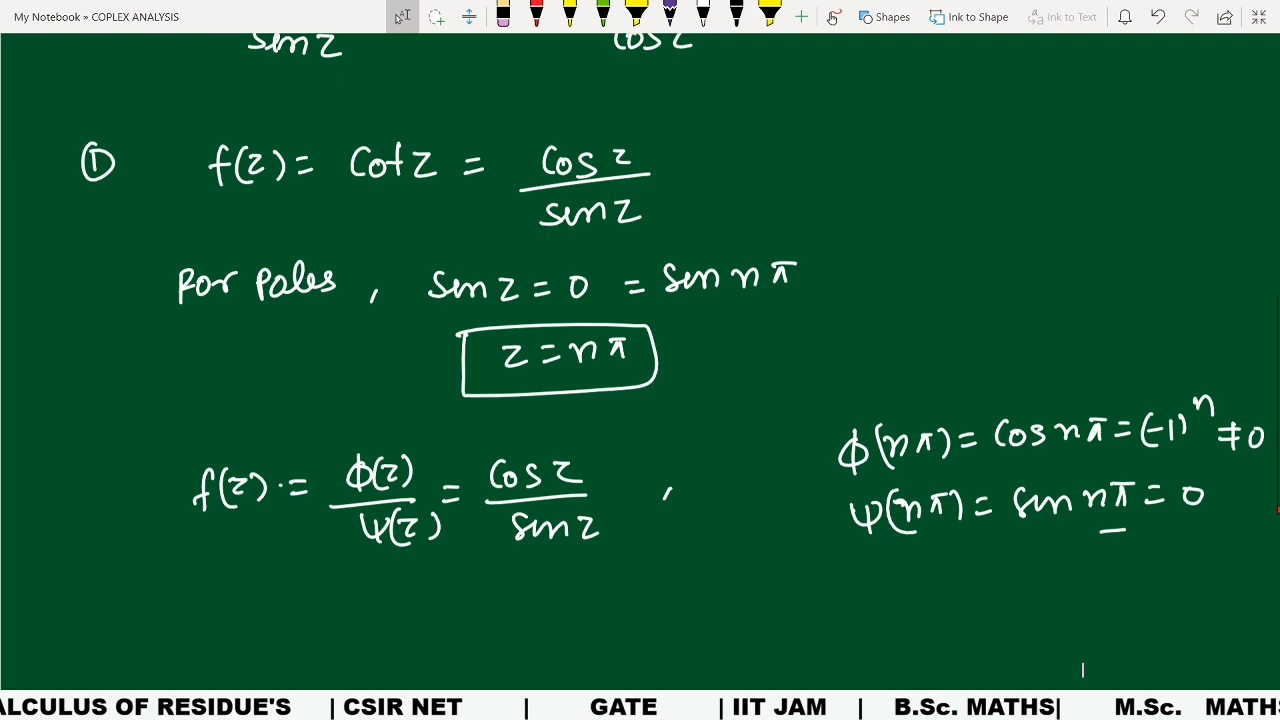 My Notebook » COPLEX ANALYSIS
Shapes Ink to Shape Ink to Text
sin z cos z
① f(z) = Cot z = Cos z / sin z
For Poles, sin z = 0 = sin nπ
z = nπ
ϕ(nπ) = Cos nπ = (-1)ⁿ ≠ 0
f(z) = ϕ(z) / ψ(z) = Cos z / sin z ,
ψ(nπ) = sin nπ = 0
ALCULUS OF RESIDUE'S | CSIR NET | GATE | IIT JAM | B.Sc. MATHS| M.Sc. MATH